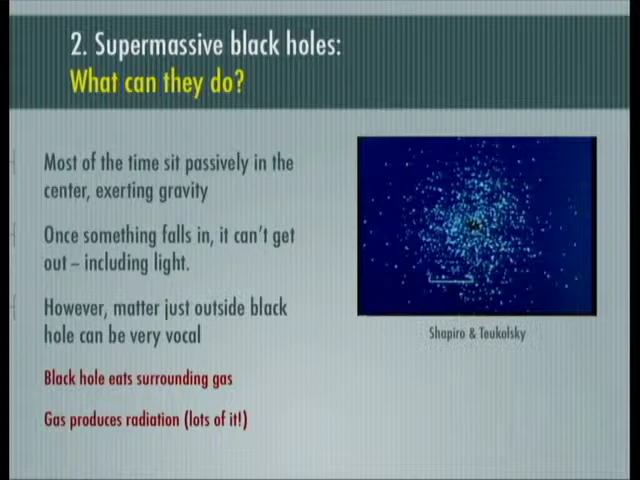 2. Supermassive black holes:
What can they do?
Most of the time sit passively in the
center, exerting gravity
Once something falls in, it can't get
out – including light.
However, matter just outside black
hole can be very vocal
Black hole eats surrounding gas
Gas produces radiation (lots of it!)
Shapiro & Teukolsky